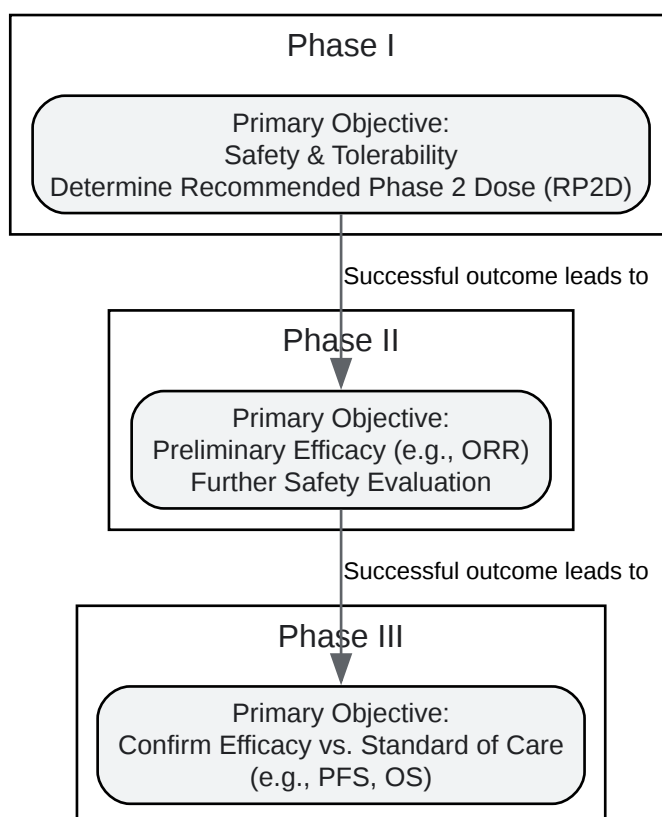 Phase I
Primary Objective:
Safety & Tolerability
Determine Recommended Phase 2 Dose (RP2D)
Successful outcome leads to
Phase II
Primary Objective:
Preliminary Efficacy (e.g., ORR)
Further Safety Evaluation
Successful outcome leads to
Phase III
Primary Objective:
Confirm Efficacy vs. Standard of Care
(e.g., PFS, OS)